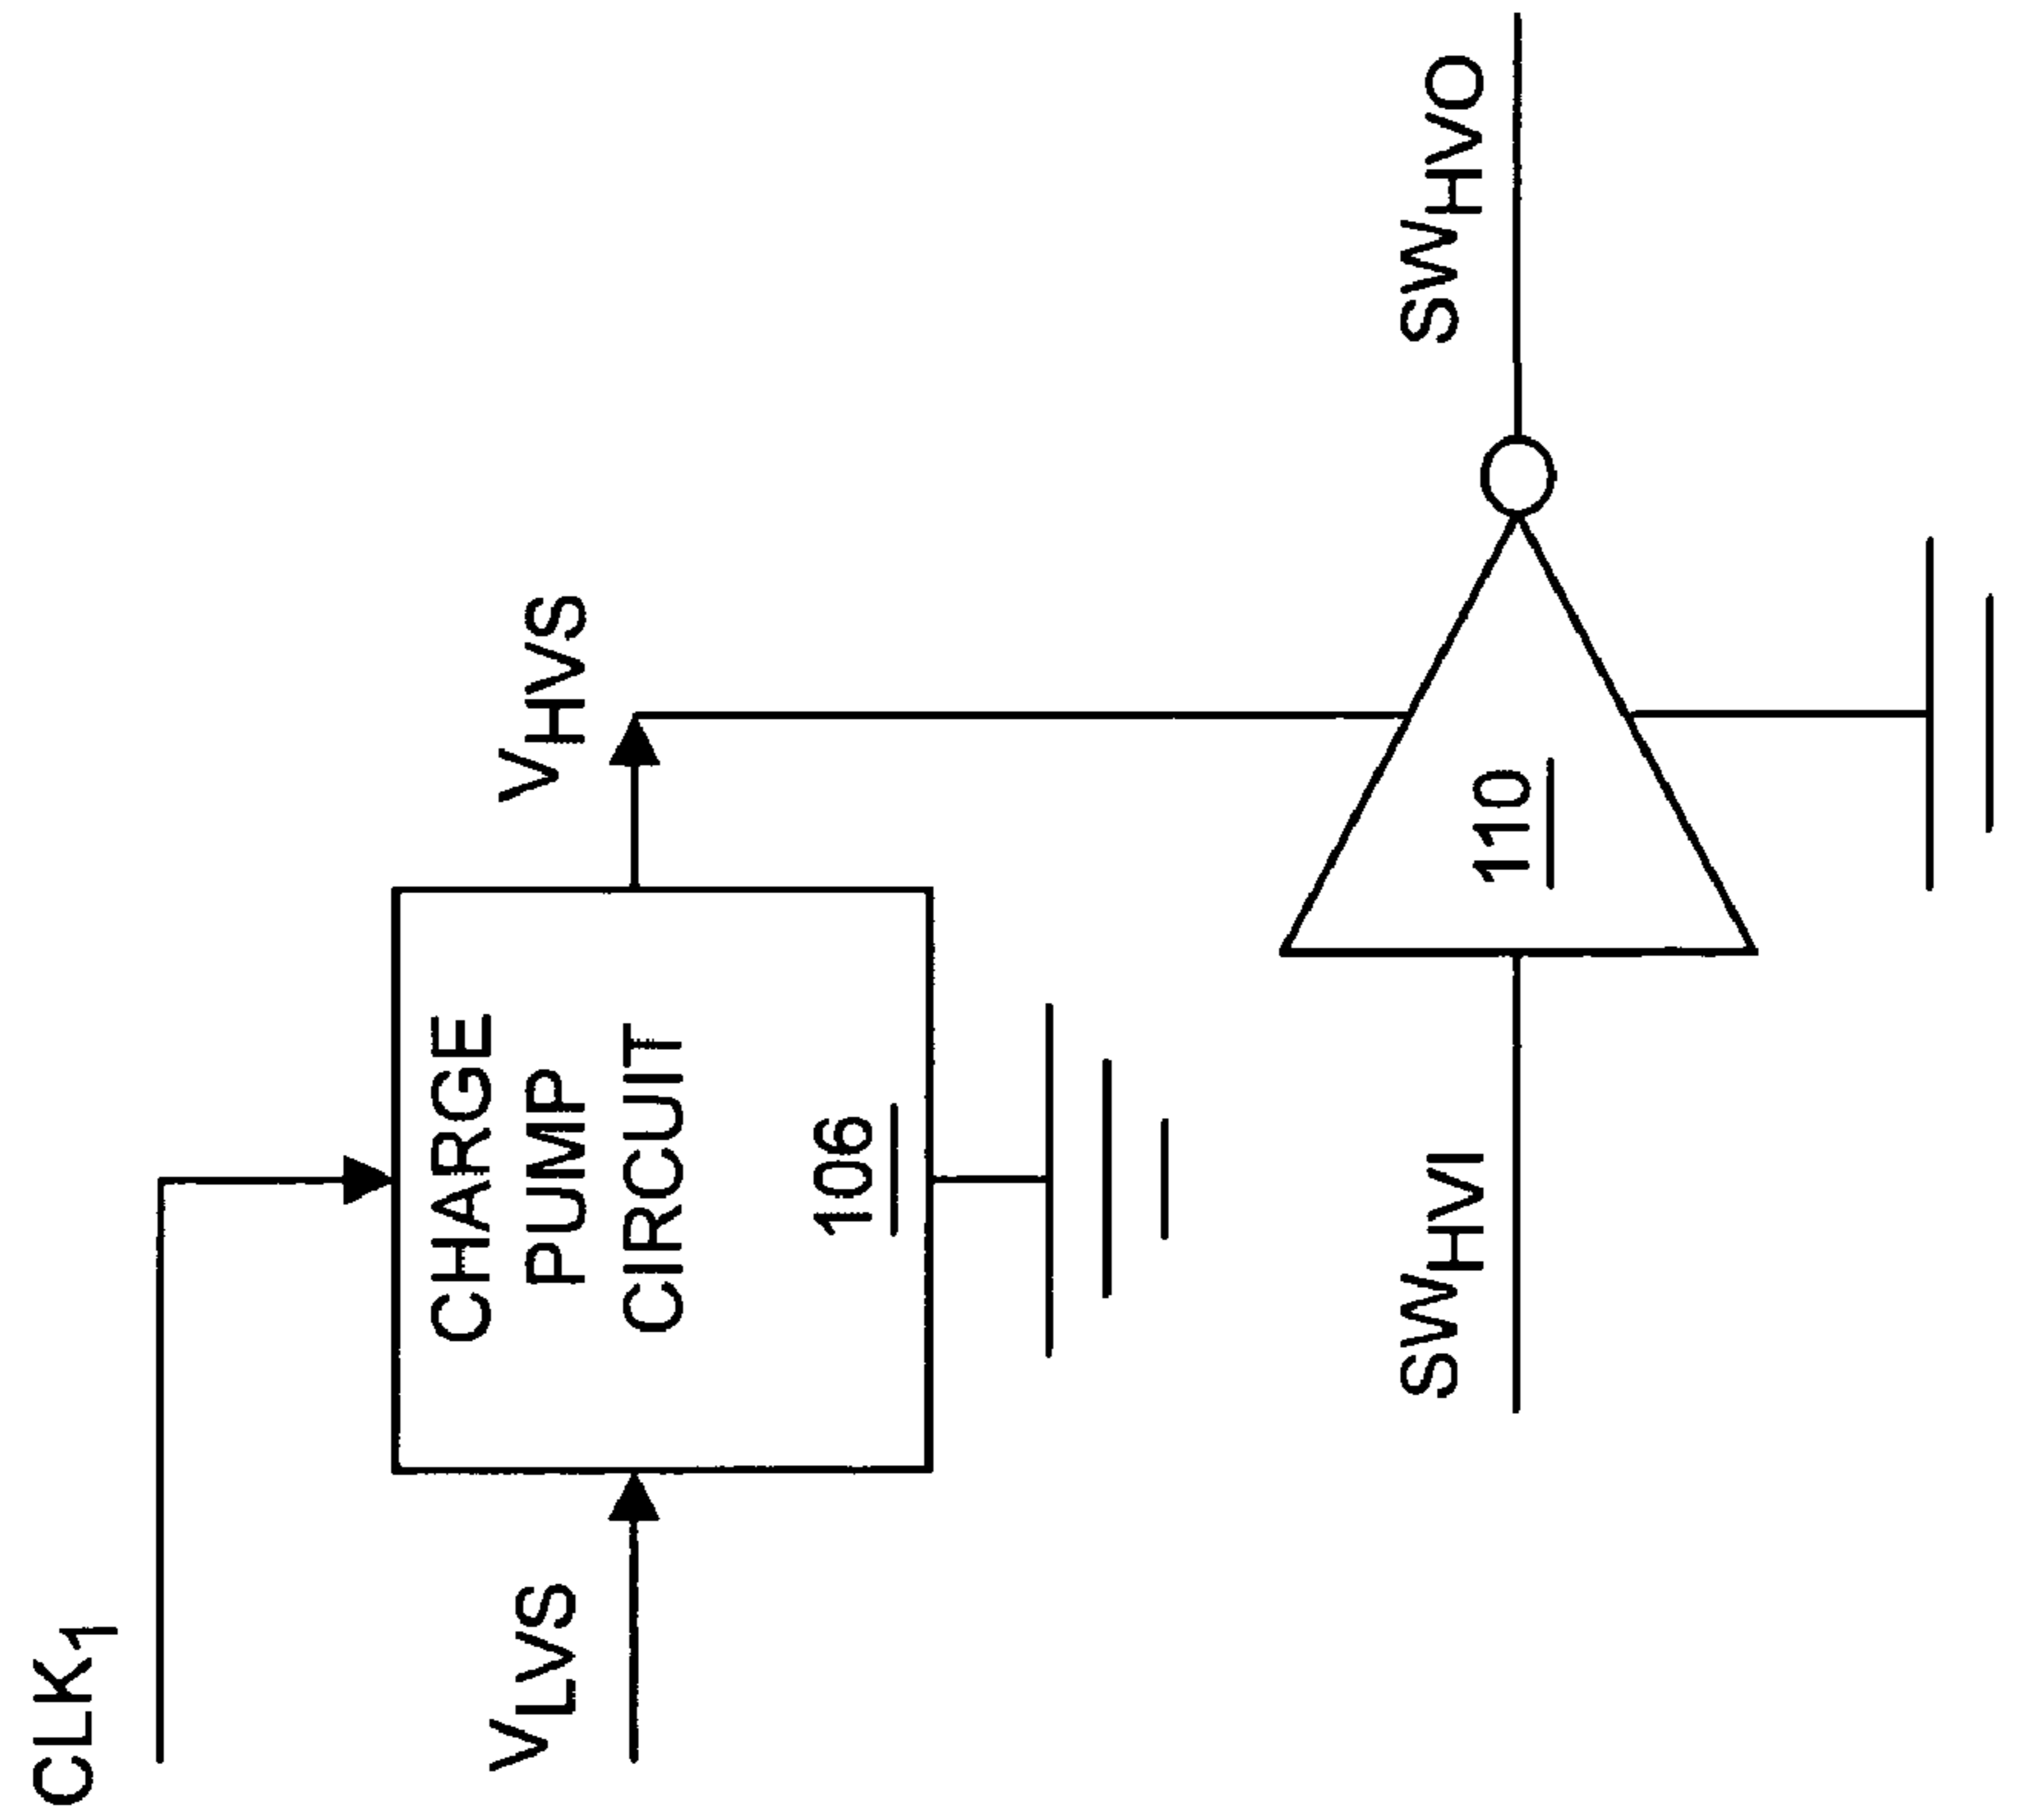 CLK1
VLVS
CHARGE
PUMP
CIRCUIT
106
VHVS
SWHVI
110
SWHVO